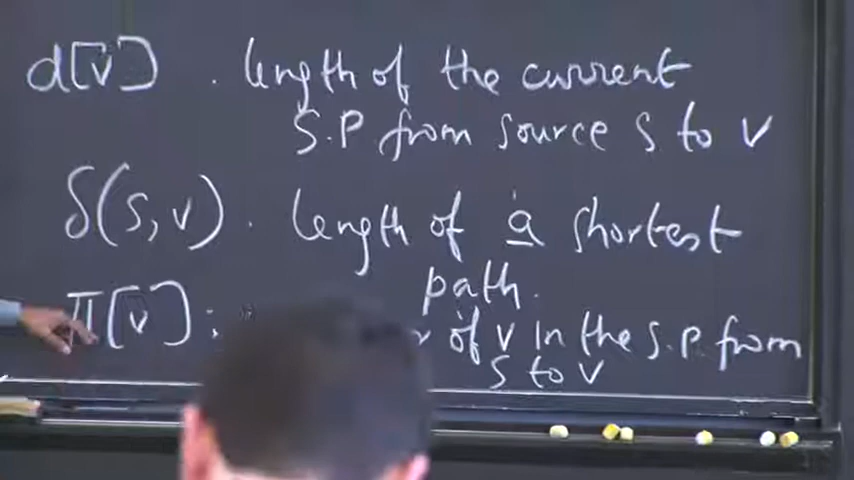 d[v] . length of the current
S.P from source s to v
δ(s,v) . length of a shortest
path.
Π[v] : of v in the S.P from
s to v